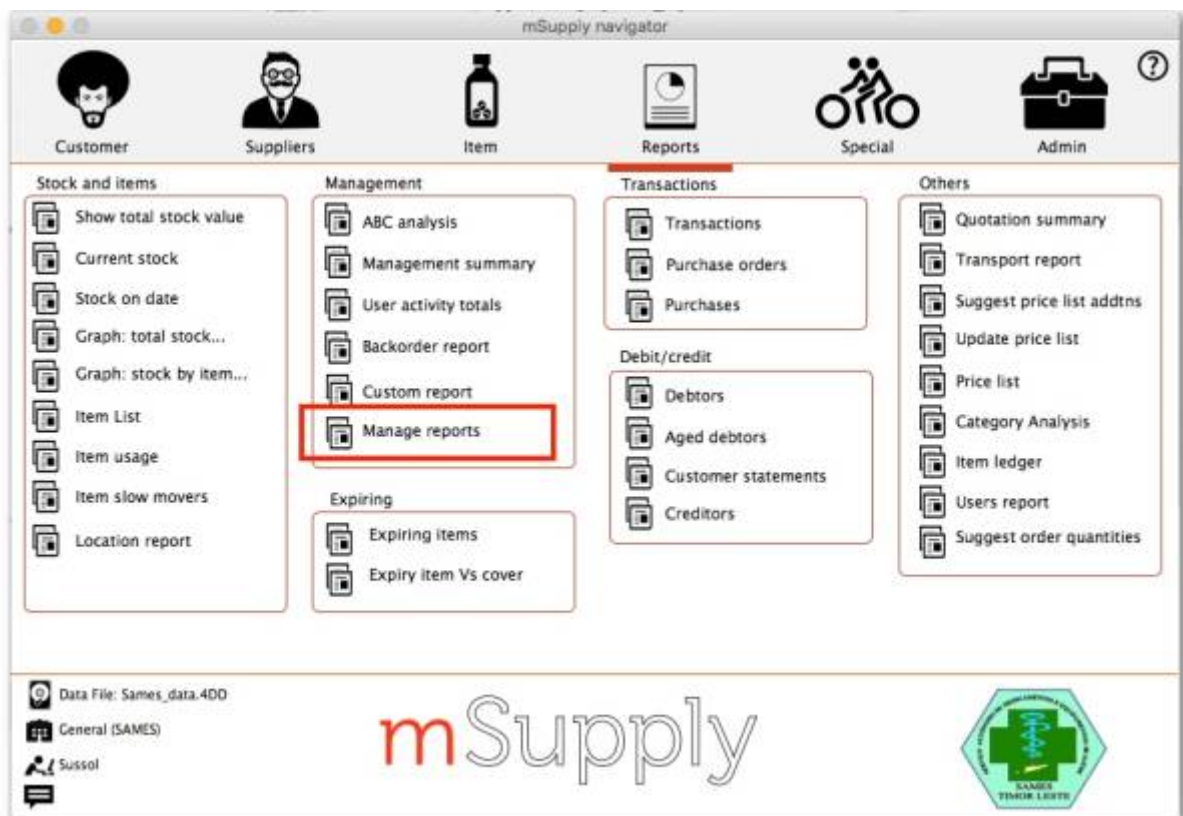 mSupply navigator
?
Customer
Suppliers
Item
Reports
Special
Admin
Stock and items
Show total stock value
Current stock
Stock on date
Graph: total stock...
Graph: stock by item...
Item List
Item usage
Item slow movers
Location report
Management
ABC analysis
Management summary
User activity totals
Backorder report
Custom report
Manage reports
Expiring
Expiring items
Expiry item Vs cover
Transactions
Transactions
Purchase orders
Purchases
Debit/credit
Debtors
Aged debtors
Customer statements
Creditors
Others
Quotation summary
Transport report
Suggest price list addtns
Update price list
Price list
Category Analysis
Item ledger
Users report
Suggest order quantities
Data File: Sames_data.4DD
General (SAMES)
Sussol
mSupply
SAMES
TIMOR LESTE